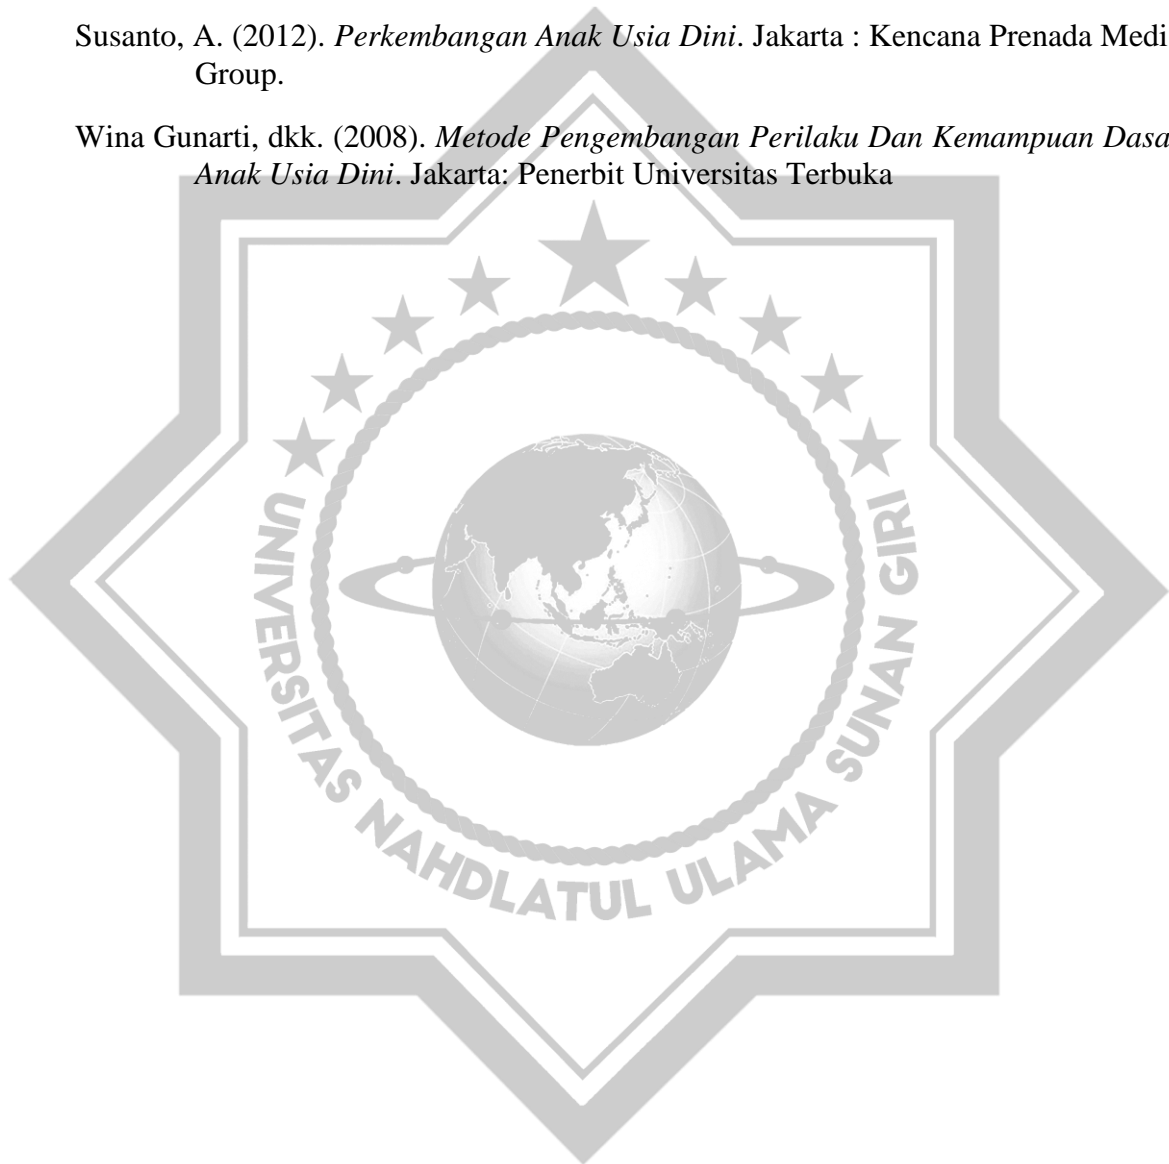 Susanto, A. (2012). Perkembangan Anak Usia Dini. Jakarta : Kencana Prenada Medi
Group.
Wina Gunarti, dkk. (2008). Metode Pengembangan Perilaku Dan Kemampuan Dasa
Anak Usia Dini. Jakarta: Penerbit Universitas Terbuka
UNIVERSITAS NAHDLATUL ULAMA SUNAN GIRI